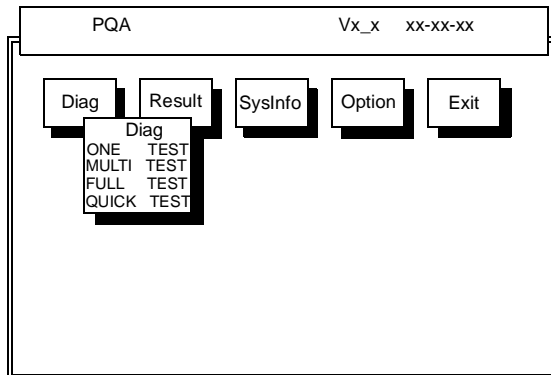 PQA Vx_x xx-xx-xx
Diag Result SysInfo Option Exit
Diag
ONE TEST
MULTI TEST
FULL TEST
QUICK TEST